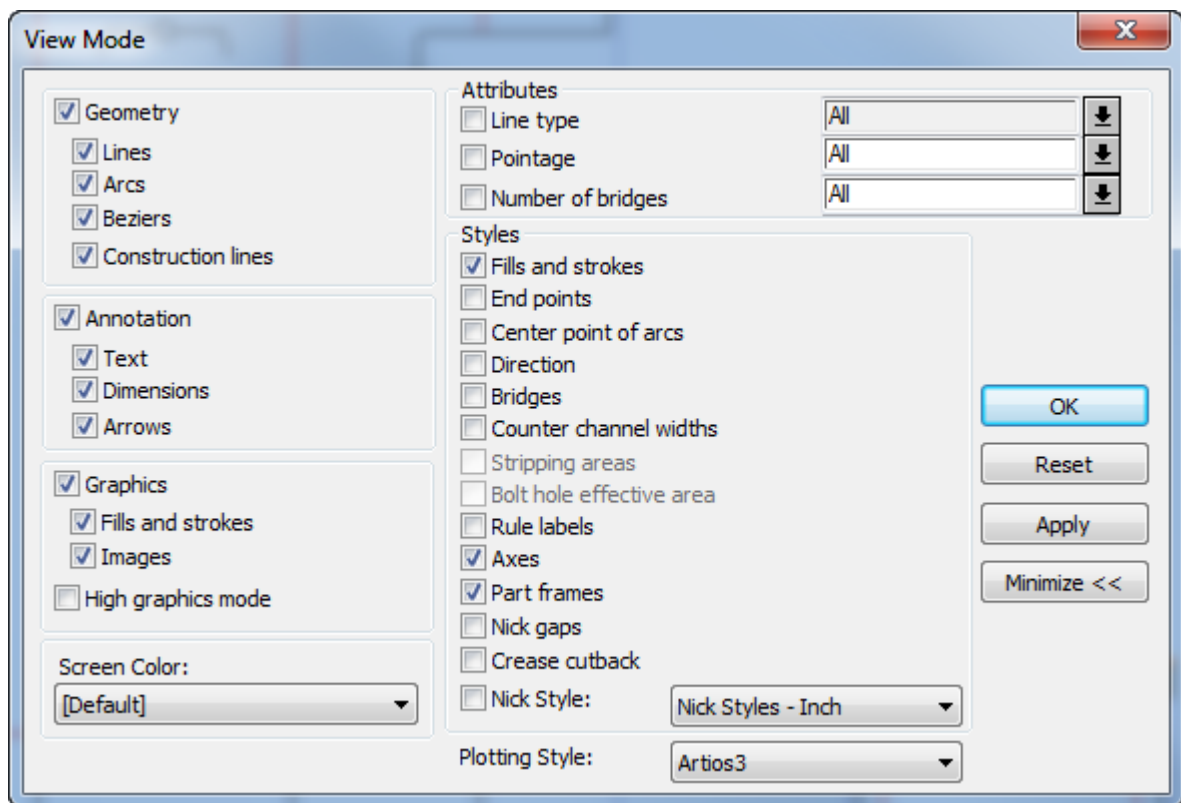 View Mode
Geometry
Lines
Arcs
Beziers
Construction lines
Annotation
Text
Dimensions
Arrows
Graphics
Fills and strokes
Images
High graphics mode
Screen Color:
[Default]
Attributes
Line type All
Pointage All
Number of bridges All
Styles
Fills and strokes
End points
Center point of arcs
Direction
Bridges
Counter channel widths
Stripping areas
Bolt hole effective area
Rule labels
Axes
Part frames
Nick gaps
Crease cutback
Nick Style: Nick Styles - Inch
Plotting Style: Artios3
OK
Reset
Apply
Minimize <<